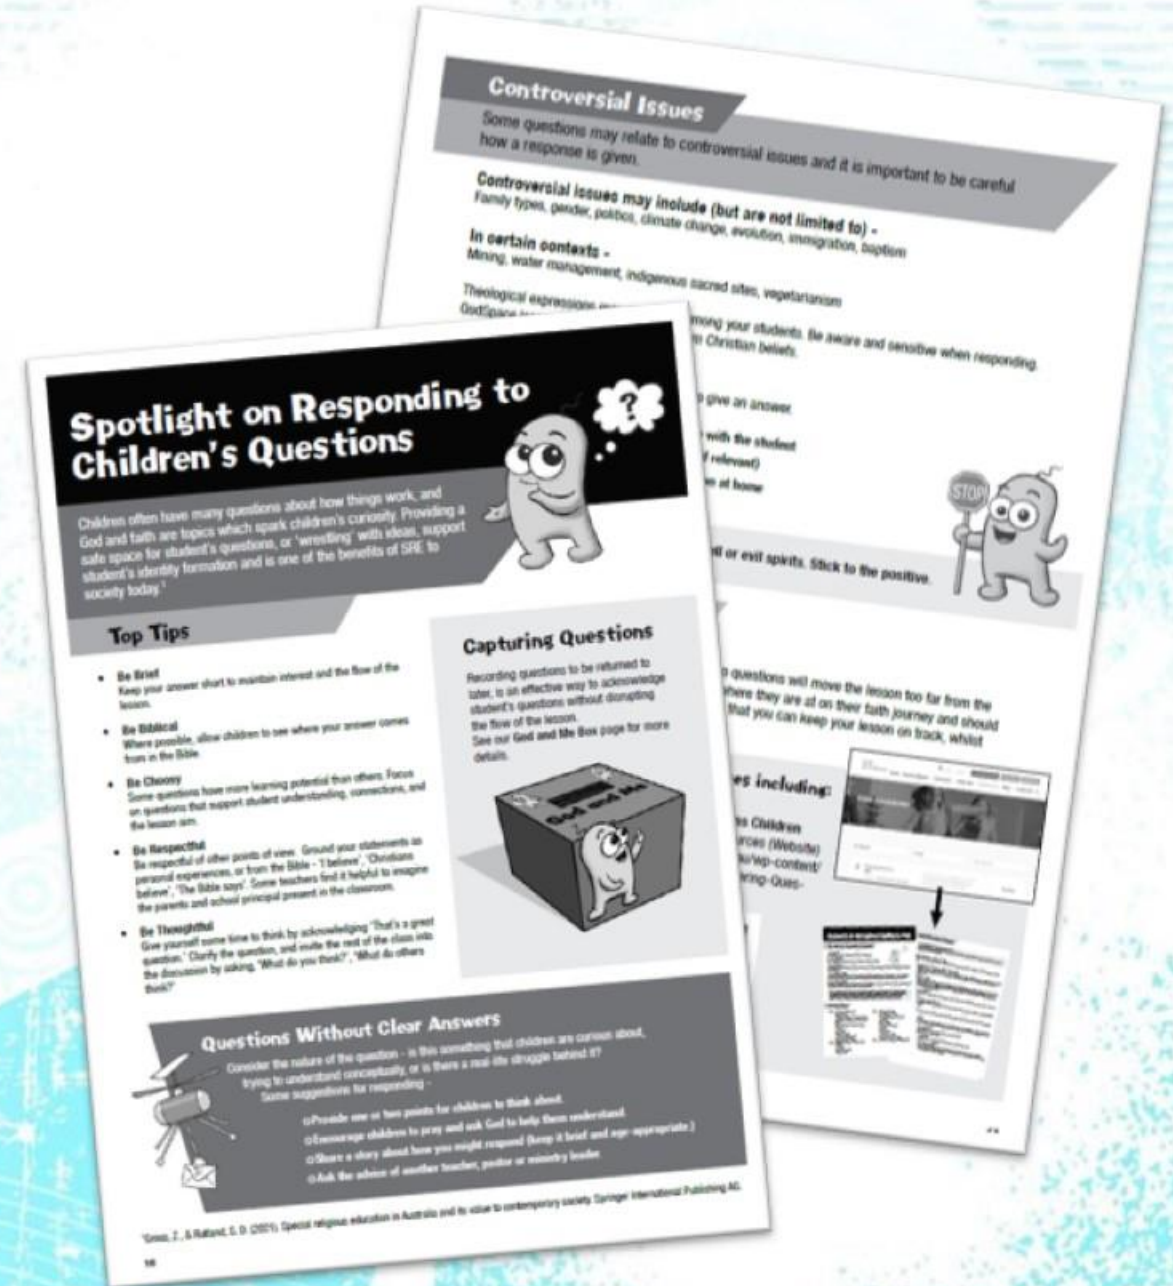 Controversial Issues
Some questions may relate to controversial issues and it is important to be careful
how a response is given.
Controversial issues may include (but are not limited to) -
Family types, gender, politics, climate change, evolution, immigration, baptism
In certain contexts -
Mining, water management, indigenous sacred sites, vegetarianism
Theological expressions
mong your students. Be aware and sensitive when responding.
GodSpace
Christian beliefs.
give an answer.
with the student
relevant)
at home
STOP
or evil spirits. Stick to the positive.
questions will move the lesson too far from the
here they are at on their faith journey and should
that you can keep your lesson on track, whilst
es including:
ss Children
rces (Website)
/wp-content/
ring-Ques-
Spotlight on Responding to
Children's Questions
?
Children often have many questions about how things work, and
God and faith are topics which spark children's curiosity. Providing a
safe space for student's questions, or 'wrestling' with ideas, support
student's identity formation and is one of the benefits of SRE to
society today.¹
Top Tips
• Be Brief
Keep your answer short to maintain interest and the flow of the
lesson.
• Be Biblical
Where possible, allow children to see where your answer comes
from in the Bible.
• Be Choosy
Some questions have more learning potential than others. Focus
on questions that support student understanding, connections, and
the lesson aim.
• Be Respectful
Be respectful of other points of view. Ground your statements as
personal experiences, or from the Bible - 'I believe', 'Christians
believe', 'The Bible says'. Some teachers find it helpful to imagine
the parents and school principal present in the classroom.
• Be Thoughtful
Give yourself some time to think by acknowledging 'That's a great
question.' Clarify the question, and invite the rest of the class into
the discussion by asking, 'What do you think?', 'What do others
think?'
Capturing Questions
Recording questions to be returned to
later, is an effective way to acknowledge
student's questions without disrupting
the flow of the lesson.
See our God and Me Box page for more
details.
God and Me
Questions Without Clear Answers
Consider the nature of the question - is this something that children are curious about,
trying to understand conceptually, or is there a real-life struggle behind it?
Some suggestions for responding -
Provide one or two points for children to think about.
Encourage children to pray and ask God to help them understand.
Share a story about how you might respond (keep it brief and age-appropriate.)
Ask the advice of another teacher, pastor or ministry leader.
¹Gross, Z., & Rutland, S. D. (2021). Special religious education in Australia and its value to contemporary society. Springer International Publishing AG.
16